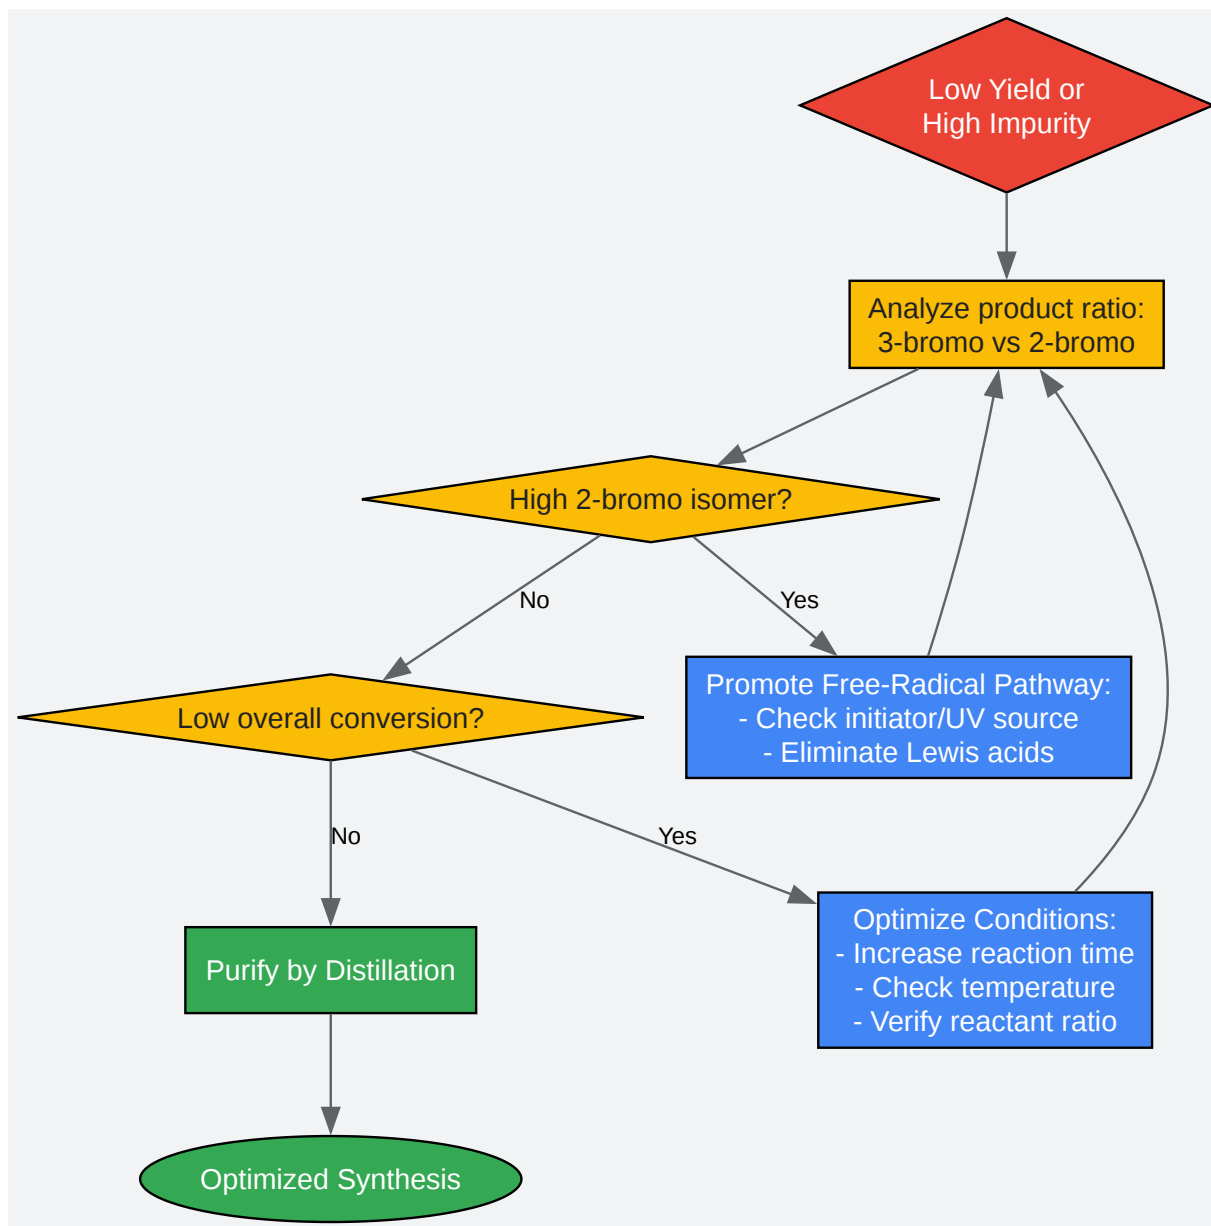 Low Yield or
High Impurity
Analyze product ratio:
3-bromo vs 2-bromo
High 2-bromo isomer?
No
Yes
Promote Free-Radical Pathway:
- Check initiator/UV source
- Eliminate Lewis acids
Low overall conversion?
No
Yes
Optimize Conditions:
- Increase reaction time
- Check temperature
- Verify reactant ratio
Purify by Distillation
Optimized Synthesis